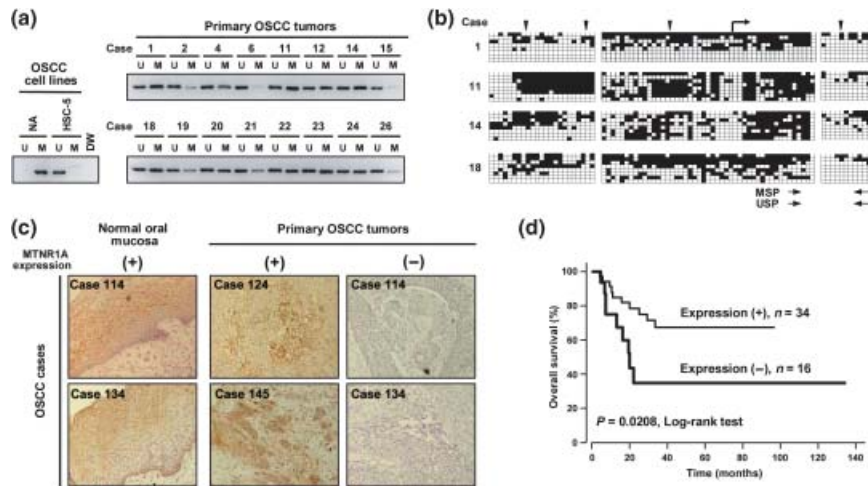 (a)
Primary OSCC tumors
Case 1 2 4 6 11 12 14 15
U M U M U M U M U M U M U M U M
OSCC
cell lines
NA HSC-5 DW
U M U M
Case 18 19 20 21 22 23 24 26
U M U M U M U M U M U M U M U M
(b)
Case
1
11
14
18
MSP
USP
(c)
Normal oral
mucosa
Primary OSCC tumors
MTNR1A
expression
(+) (+) (−)
OSCC cases
Case 114 Case 124 Case 114
Case 134 Case 145 Case 134
(d)
Overall survival (%)
100
80
60
40
20
0
Expression (+), n = 34
Expression (−), n = 16
P = 0.0208, Log-rank test
0 20 40 60 80 100 120 140
Time (months)